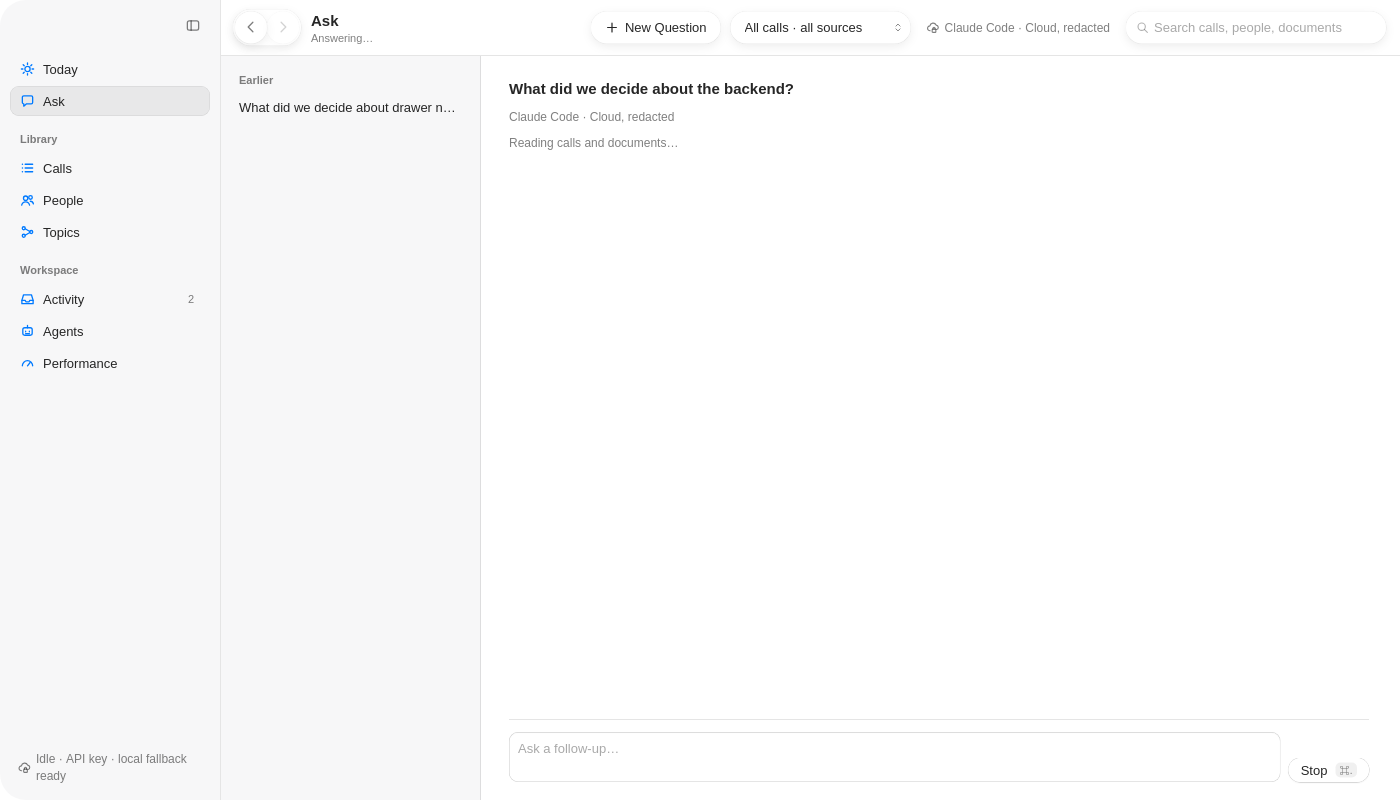 Ask
Answering…
New Question
All calls · all sources
Claude Code · Cloud, redacted
Search calls, people, documents
Today
Ask
Library
Calls
People
Topics
Workspace
Activity 2
Agents
Performance
Idle · API key · local fallback
ready
Earlier
What did we decide about drawer n…
What did we decide about the backend?
Claude Code · Cloud, redacted
Reading calls and documents…
Ask a follow-up…
Stop ⌘.